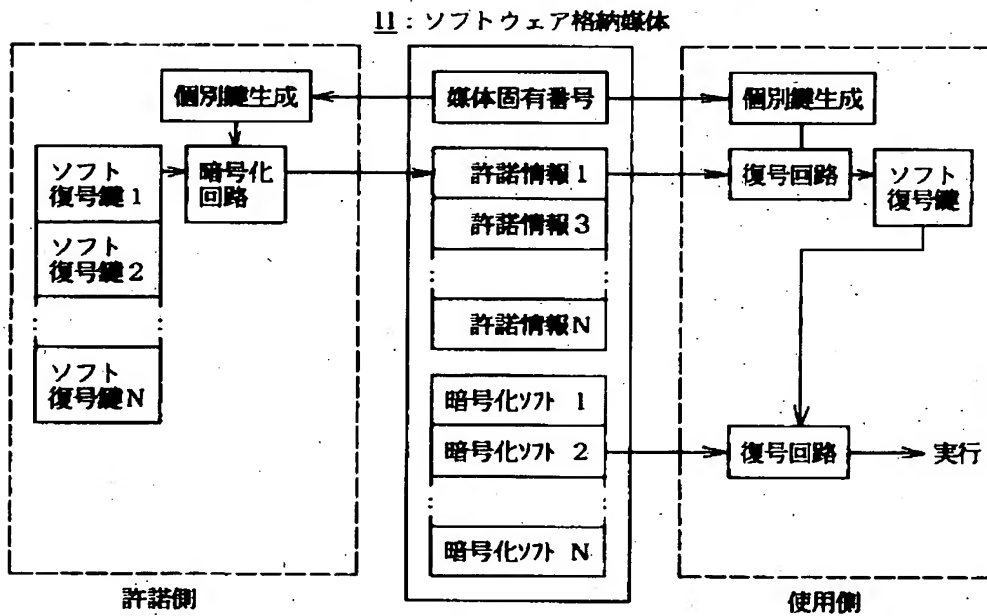 11：ソフトウェア格納媒体
個別鍵生成
ソフト
復号鍵1
暗号化
回路
ソフト
復号鍵2
ソフト
復号鍵N
許諾側
媒体固有番号
許諾情報1
許諾情報3
許諾情報N
暗号化ソフト 1
暗号化ソフト 2
暗号化ソフト N
個別鍵生成
復号回路
ソフト
復号鍵
復号回路
実行
使用側